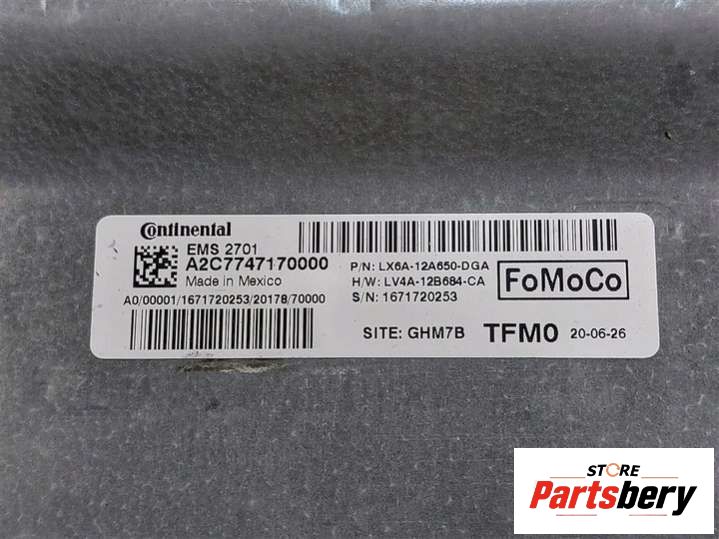 Continental
EMS 2701
A2C7747170000
Made in Mexico
A0/00001/1671720253/20178/70000
P/N: LX6A-12A650-DGA
H/W: LV4A-12B684-CA
S/N: 1671720253
FoMoCo
SITE: GHM7B TFM0 20-06-26
STORE
Partsbery